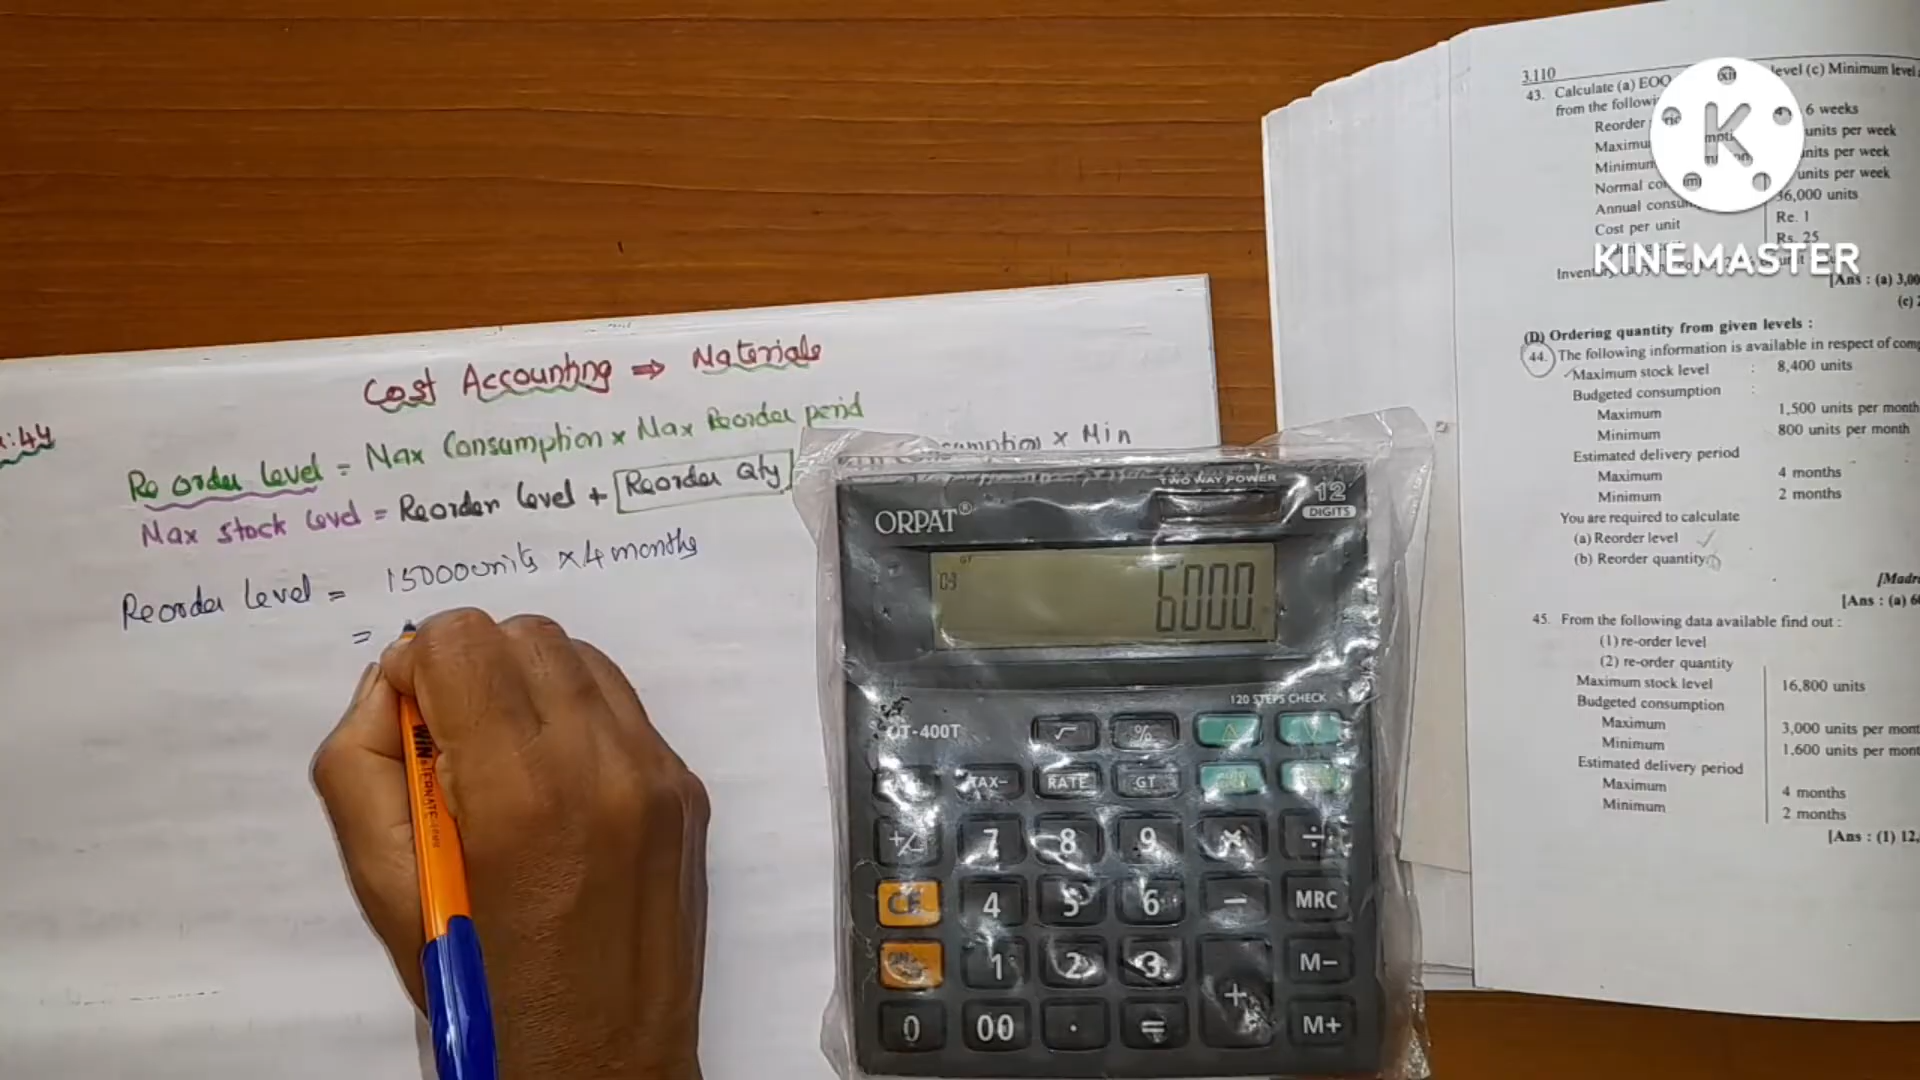 Cost Accounting ⇒ Materials
:44
Re order Level = Max Consumption × Max Reorder period
× Min
Max stock level = Reorder level + Reorder Qty
Reorder Level = 15000 units × 4 months
=
WIN
ORPAT®
TWO WAY POWER
12
DIGITS
GT
03
6000.
120 STEPS CHECK
OT-400T
√ % △ ▽
TAX- RATE GT
+/- 7 8 9 × ÷
CE 4 5 6 - MRC
1 2 3 + M-
0 00 . = M+
3.110
43. Calculate (a) EOQ level (c) Minimum level
from the
Reorder 6 weeks
units per week
units per week
Normal units per week
Annual 36,000 units
Cost per unit Re. 1
Rs. 25
[Ans : (a) 3,00
(c)
(D) Ordering quantity from given levels :
44. The following information is available in respect of
Maximum stock level : 8,400 units
Budgeted consumption :
Maximum 1,500 units per month
Minimum 800 units per month
Estimated delivery period
Maximum 4 months
Minimum 2 months
You are required to calculate
(a) Reorder level
(b) Reorder quantity
[Madr
[Ans : (a) 6
45. From the following data available find out :
(1) re-order level
(2) re-order quantity
Maximum stock level 16,800 units
Budgeted consumption
Maximum 3,000 units per mont
Minimum 1,600 units per mont
Estimated delivery period
Maximum 4 months
Minimum 2 months
[Ans : (1) 12,
K
KINEMASTER